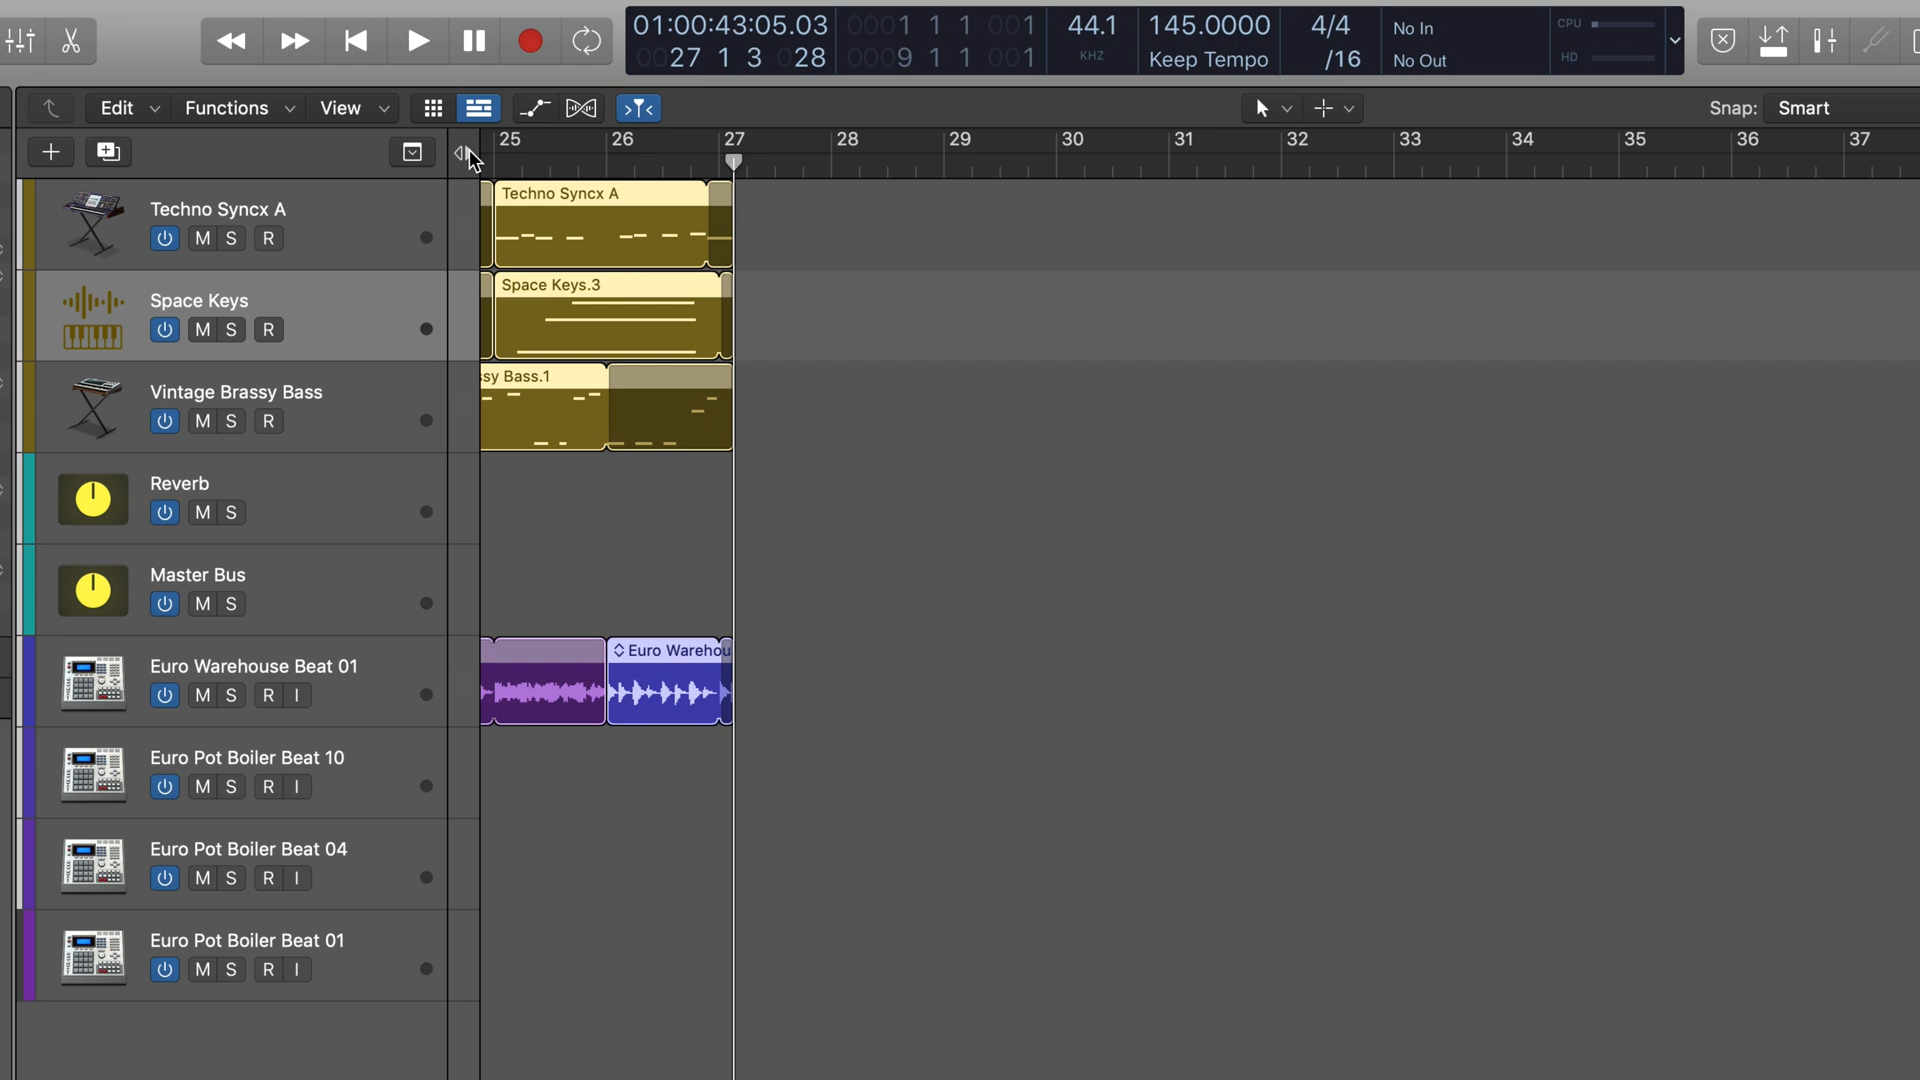 01:00:43:05.03
0001 1 1 001
44.1
145.0000
4/4
No In
CPU
0027 1 3 028
0009 1 1 001
KHZ
Keep Tempo
/16
No Out
HD
Edit
Functions
View
Snap: Smart
25 26 27 28 29 30 31 32 33 34 35 36 37
Techno Syncx A
M S R
Techno Syncx A
Space Keys
M S R
Space Keys.3
Vintage Brassy Bass
M S R
ssy Bass.1
Reverb
M S
Master Bus
M S
Euro Warehouse Beat 01
M S R I
Euro Warehou
Euro Pot Boiler Beat 10
M S R I
Euro Pot Boiler Beat 04
M S R I
Euro Pot Boiler Beat 01
M S R I